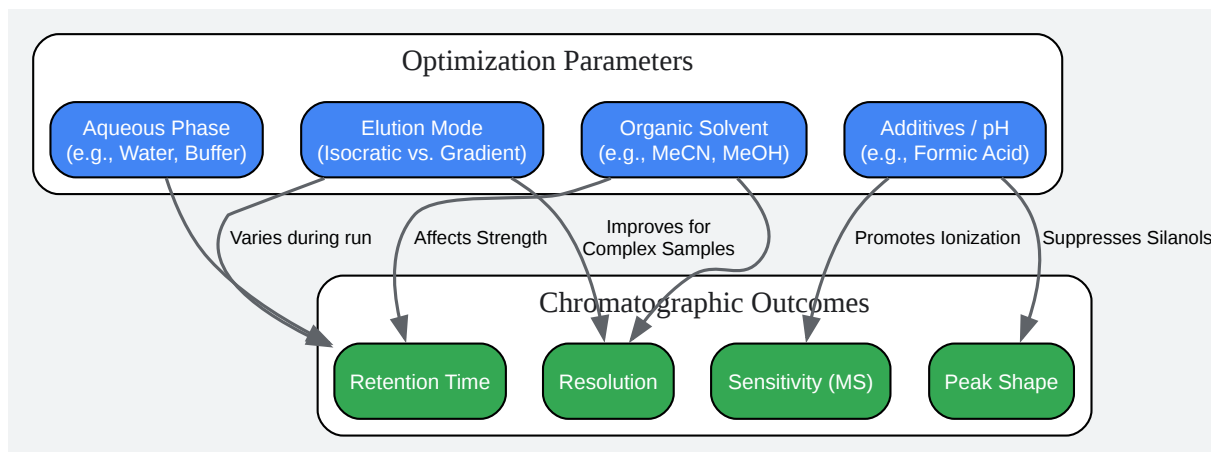 Optimization Parameters
Aqueous Phase
(e.g., Water, Buffer)
Elution Mode
(Isocratic vs. Gradient)
Organic Solvent
(e.g., MeCN, MeOH)
Additives / pH
(e.g., Formic Acid)
Varies during run
Affects Strength
Improves for
Complex Samples
Promotes Ionization
Suppresses Silanols
Chromatographic Outcomes
Retention Time
Resolution
Sensitivity (MS)
Peak Shape